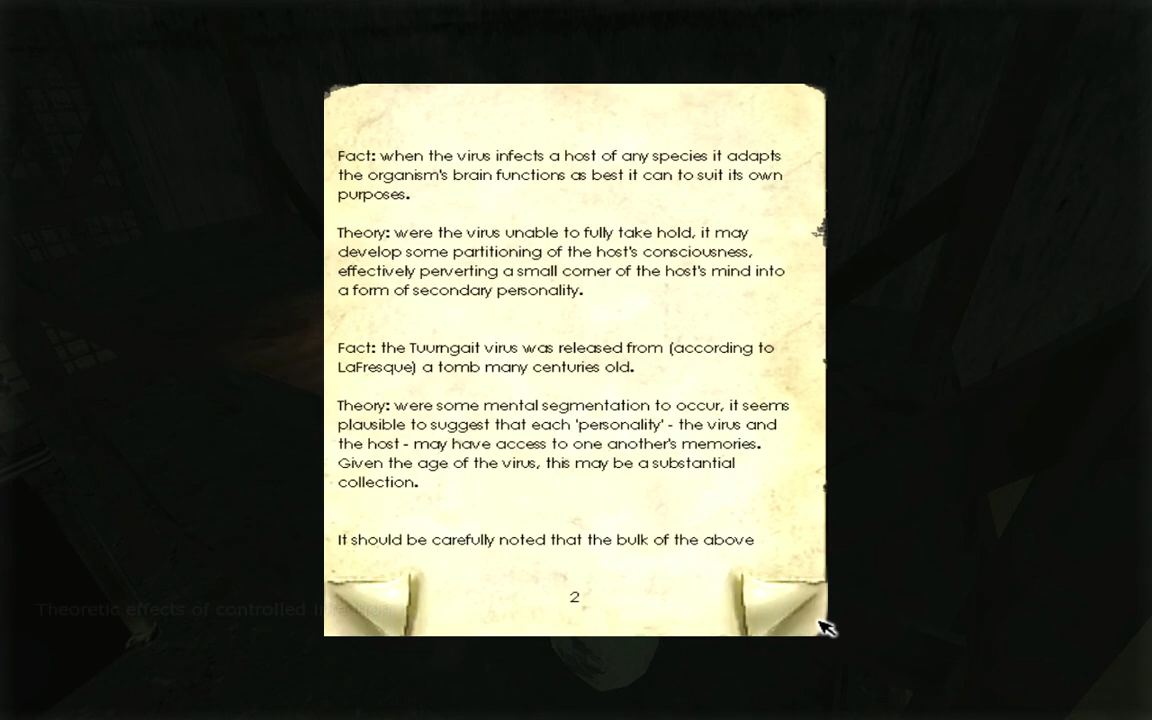 Fact: when the virus infects a host of any species it adapts
the organism's brain functions as best it can to suit its own
purposes.
Theory: were the virus unable to fully take hold, it may
develop some partitioning of the host's consciousness,
effectively perverting a small corner of the host's mind into
a form of secondary personality.
Fact: the Tuurngait virus was released from (according to
LaFresque) a tomb many centuries old.
Theory: were some mental segmentation to occur, it seems
plausible to suggest that each 'personality' - the virus and
the host - may have access to one another's memories.
Given the age of the virus, this may be a substantial
collection.
It should be carefully noted that the bulk of the above
2
Theoretic effects of controlled